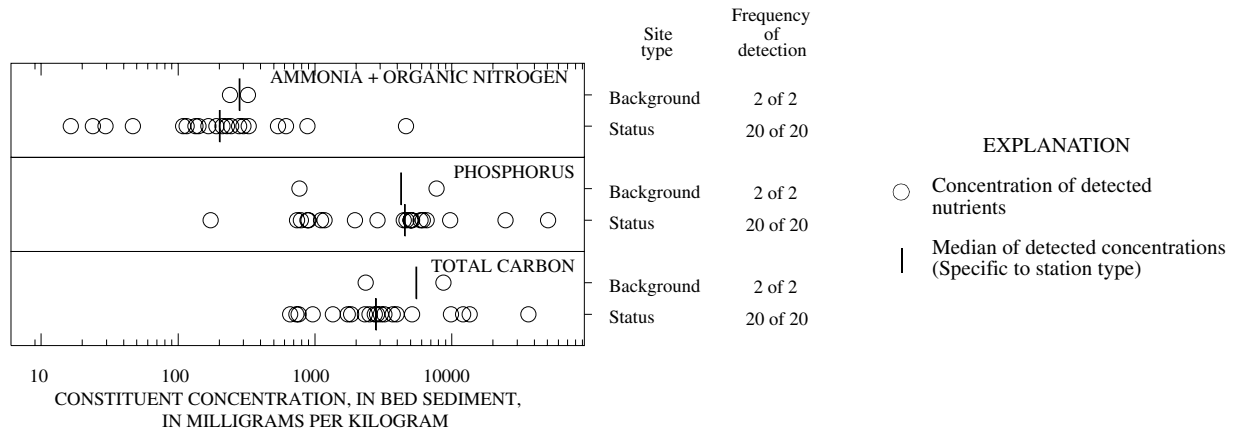 Site
type
Frequency
of
detection
AMMONIA + ORGANIC NITROGEN
Background 2 of 2
Status 20 of 20
PHOSPHORUS
Background 2 of 2
Status 20 of 20
TOTAL CARBON
Background 2 of 2
Status 20 of 20
10 100 1000 10000
CONSTITUENT CONCENTRATION, IN BED SEDIMENT,
IN MILLIGRAMS PER KILOGRAM
EXPLANATION
Concentration of detected
nutrients
Median of detected concentrations
(Specific to station type)